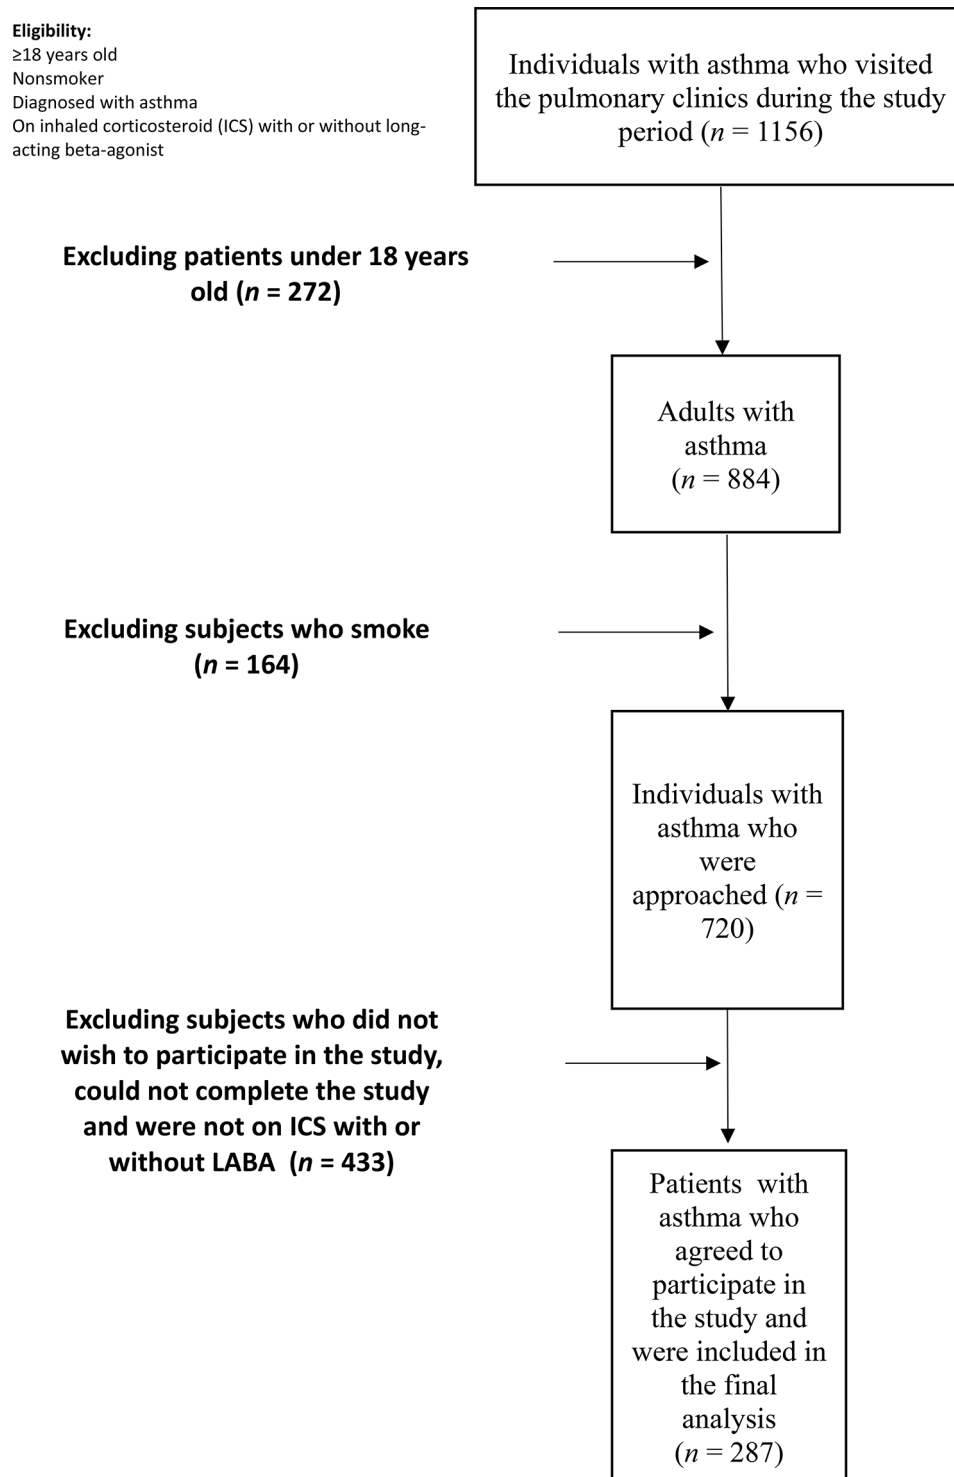 Eligibility:
≥18 years old
Nonsmoker
Diagnosed with asthma
On inhaled corticosteroid (ICS) with or without long-
acting beta-agonist
Individuals with asthma who visited
the pulmonary clinics during the study
period (n = 1156)
Excluding patients under 18 years
old (n = 272)
Adults with
asthma
(n = 884)
Excluding subjects who smoke
(n = 164)
Individuals with
asthma who
were
approached (n =
720)
Excluding subjects who did not
wish to participate in the study,
could not complete the study
and were not on ICS with or
without LABA (n = 433)
Patients with
asthma who
agreed to
participate in
the study and
were included in
the final
analysis
(n = 287)